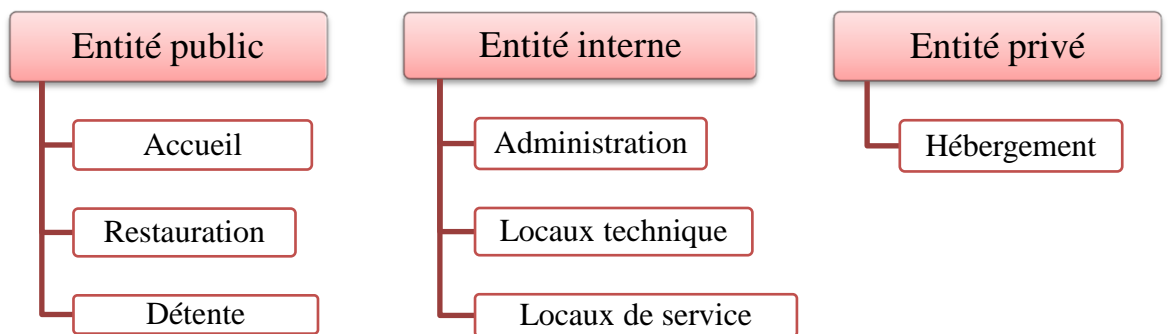 Entité public
Accueil
Restauration
Détente
Entité interne
Administration
Locaux technique
Locaux de service
Entité privé
Hébergement